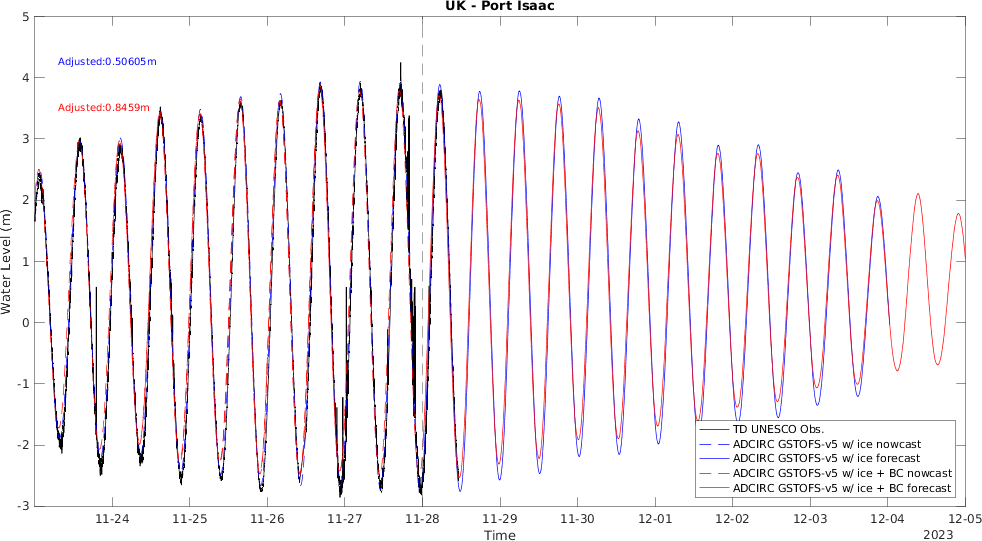 UK - Port Isaac
5
4
3
2
1
0
-1
-2
-3
Water Level (m)
Adjusted:0.50605m
Adjusted:0.8459m
TD UNESCO Obs.
ADCIRC GSTOFS-v5 w/ ice nowcast
ADCIRC GSTOFS-v5 w/ ice forecast
ADCIRC GSTOFS-v5 w/ ice + BC nowcast
ADCIRC GSTOFS-v5 w/ ice + BC forecast
11-24 11-25 11-26 11-27 11-28 11-29 11-30 12-01 12-02 12-03 12-04 12-05
Time
2023